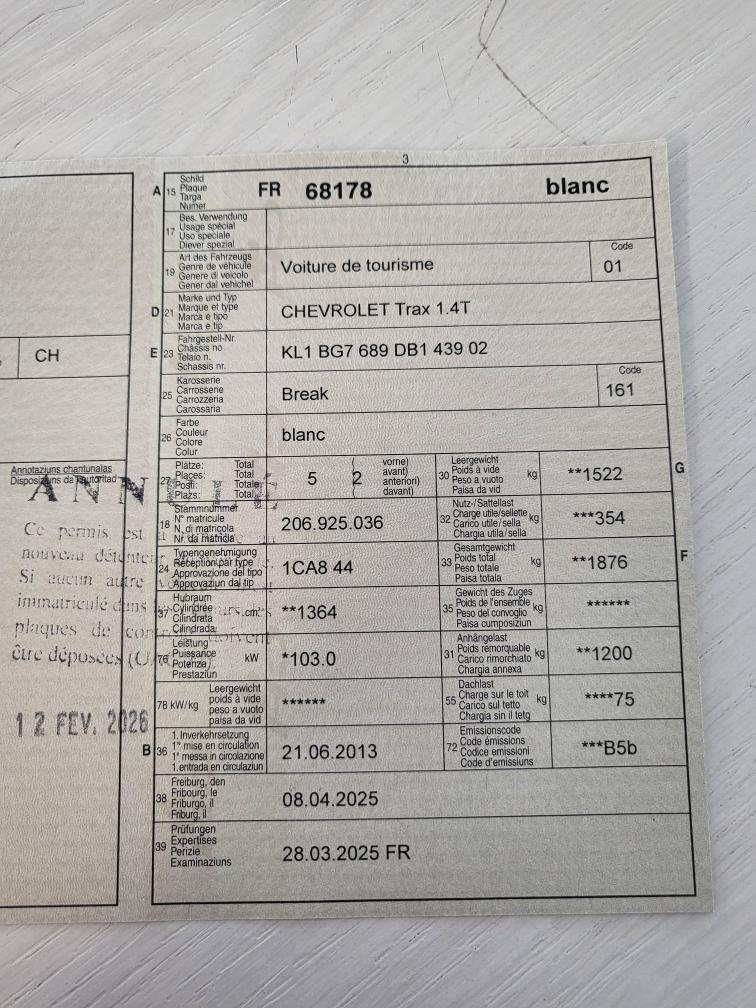 3
A 15 Schild Plaque Targa Numer FR 68178 blanc
17 Bes. Verwendung Usage spécial Uso speciale Diever spezial
19 Art des Fahrzeugs Genre de véhicule Genere di veicolo Gener dal vehichel Voiture de tourisme Code 01
D 21 Marke und Typ Marque et type Marca e tipo Marca e tip CHEVROLET Trax 1.4T
E 23 Fahrgestell-Nr. Châssis no Telaio n. Schassis nr. KL1 BG7 689 DB1 439 02
CH
25 Karosserie Carrosserie Carrozzeria Carossaria Break Code 161
26 Farbe Couleur Colore Colur blanc
27 Plätze: Total Places: Total Posti: Totale Plazs: Total 5 ( 2 vorne) avant) anteriori) davant) 30 Leergewicht Poids à vide Peso a vuoto Paisa da vid kg **1522 G
18 Stammnummer N° matricule N. di matricola Nr. da matricla 206.925.036 32 Nutz-/Sattellast Charge utile/sellette Carico utile/sella Chargia utila/sella kg ***354
24 Typengenehmigung Réception par type Approvazione del tipo Approvaziun dal tip 1CA8 44 33 Gesamtgewicht Poids total Peso totale Paisa totala kg **1876 F
37 Hubraum Cylindrée Cilindrata Cilindrada cm³ **1364 35 Gewicht des Zuges Poids de l'ensemble Peso del convoglio Paisa cumposiziun kg ******
76 Leistung Puissance Potenza Prestaziun kW *103.0 31 Anhängelast Poids remorquable Carico rimorchiato Chargia annexa kg **1200
78 kW/kg Leergewicht poids à vide peso a vuoto paisa da vid ****** 55 Dachlast Charge sur le toit Carico sul tetto Chargia sin il tetg kg ****75
B 36 1. Inverkehrsetzung 1re mise en circulation 1a messa in circolazione 1. entrada en circulaziun 21.06.2013 72 Emissionscode Code émissions Codice emissioni Code d'emissiuns ***B5b
38 Freiburg, den Fribourg, le Friburgo, il Friburg, il 08.04.2025
39 Prüfungen Expertises Perizie Examinaziuns 28.03.2025 FR
Annotaziuns chantunalas
Disposiziuns da l'autoritad
ANN
Ce permis est
nouveau détenteur
Si aucun autre
immatriculé dans
plaques de doivent
être déposées
12 FEV. 2026